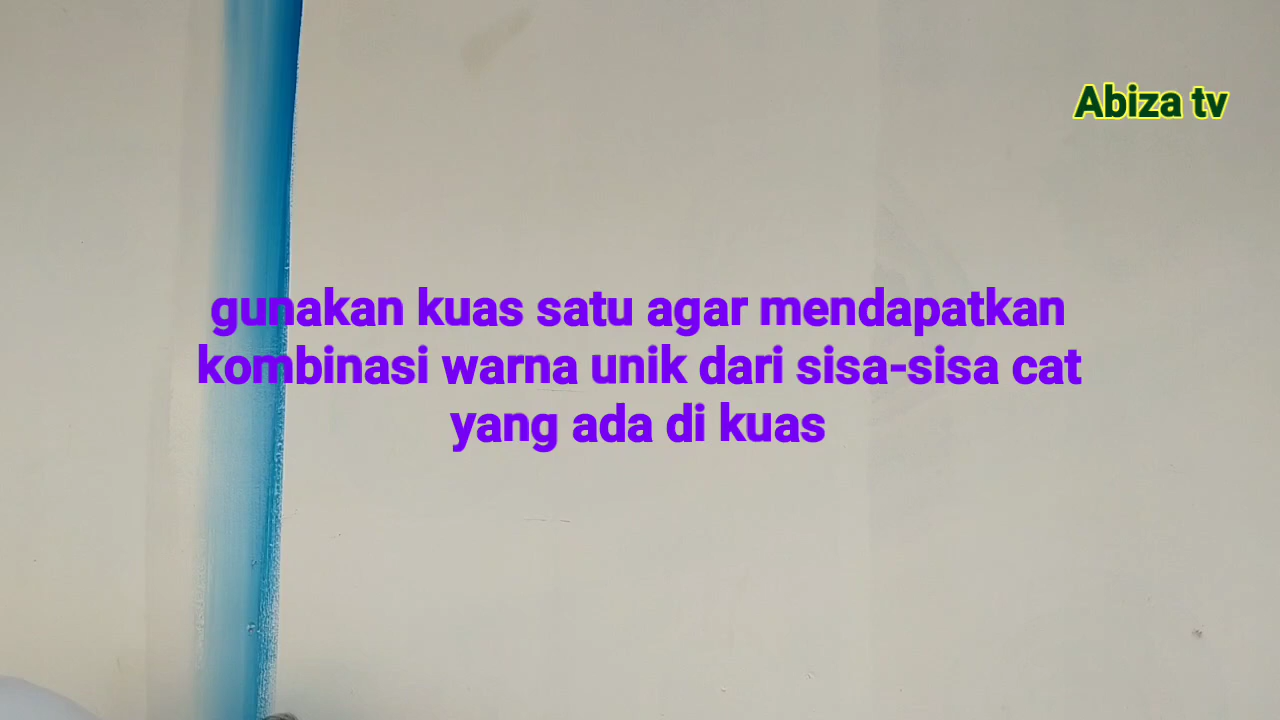 Abiza tv
gunakan kuas satu agar mendapatkan
kombinasi warna unik dari sisa-sisa cat
yang ada di kuas